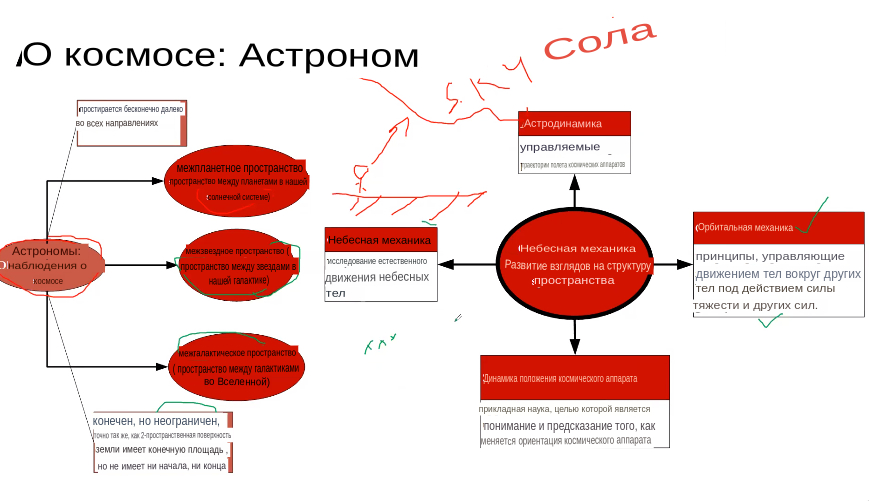 О космосе: Астроном
Сола
SKY
простирается бесконечно далеко
во всех направлениях
межпланетное пространство
пространство между планетами в нашей
солнечной системе)
Астрономы:
наблюдения о
космосе
межзвездное пространство (
пространство между звездами в
нашей галактике)
межгалактическое пространство
( пространство между галактиками
во Вселенной)
конечен, но неограничен,
точно так же, как 2-пространственная поверхность
земли имеет конечную площадь ,
но не имеет ни начала, ни конца
Астродинамика
управляемые
траектории полета космических аппаратов
Небесная механика
исследование естественного
движения небесных
тел
Небесная механика
Развитие взглядов на структуру
пространства
(Орбитальная механика
принципы, управляющие
движением тел вокруг других
тел под действием силы
тяжести и других сил.
Динамика положения космического аппарата
прикладная наука, целью которой является
понимание и предсказание того, как
меняется ориентация космического аппарата